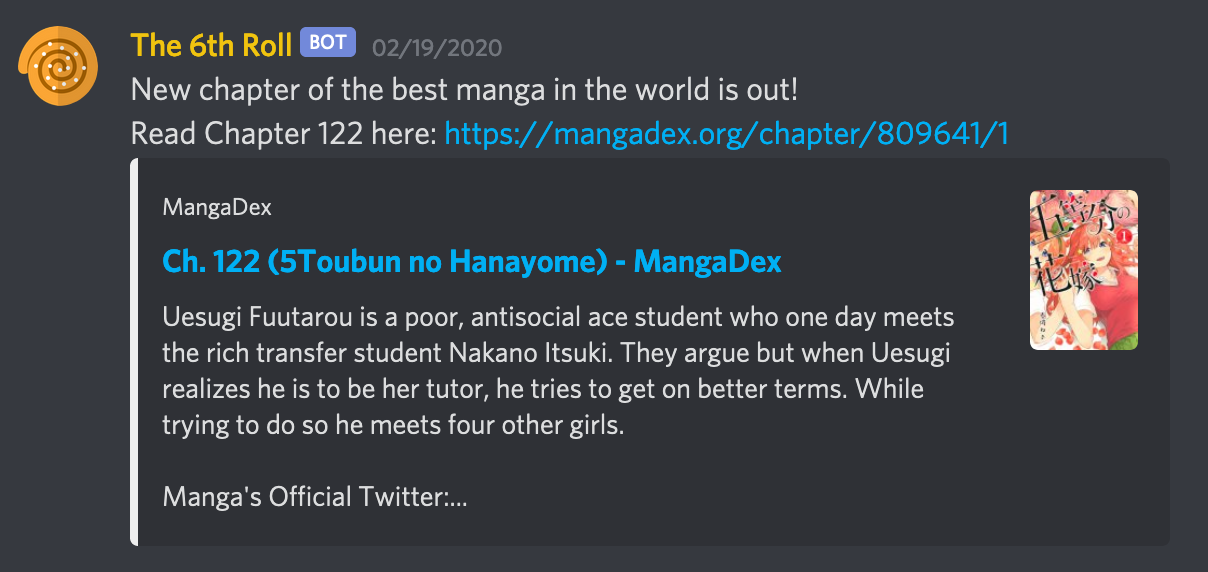 The 6th Roll BOT 02/19/2020
New chapter of the best manga in the world is out!
Read Chapter 122 here: https://mangadex.org/chapter/809641/1
MangaDex
Ch. 122 (5Toubun no Hanayome) - MangaDex
Uesugi Fuutarou is a poor, antisocial ace student who one day meets
the rich transfer student Nakano Itsuki. They argue but when Uesugi
realizes he is to be her tutor, he tries to get on better terms. While
trying to do so he meets four other girls.
Manga's Official Twitter:...
五等分の
1
花嫁